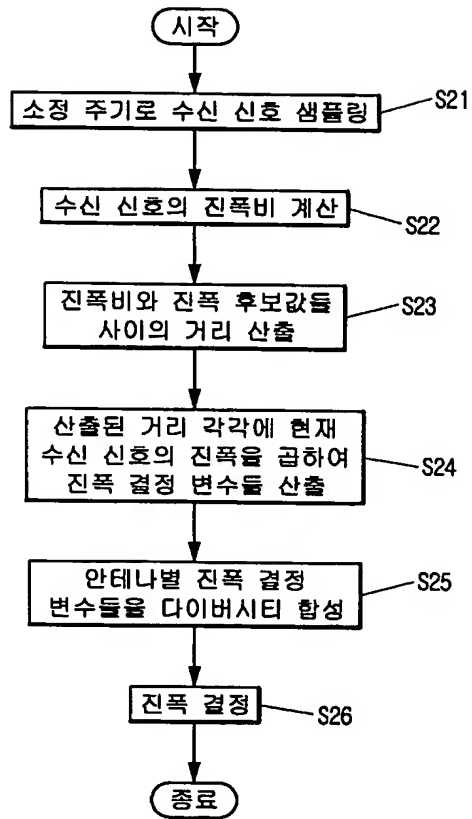 시작
소정 주기로 수신 신호 샘플링
S21
수신 신호의 진폭비 계산
S22
진폭비와 진폭 후보값들
사이의 거리 산출
S23
산출된 거리 각각에 현재
수신 신호의 진폭을 곱하여
진폭 결정 변수들 산출
S24
안테나별 진폭 결정
변수들을 다이버시티 합성
S25
진폭 결정
S26
종료